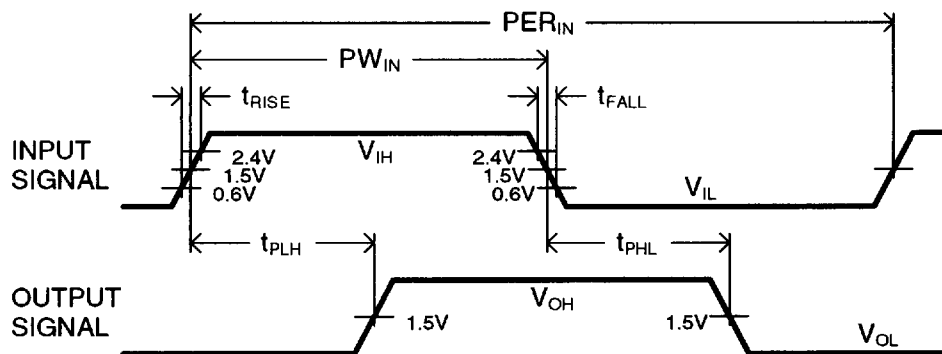 PER_IN
PW_IN
t_RISE
t_FALL
INPUT
SIGNAL
2.4V
1.5V
0.6V
V_IH
2.4V
1.5V
0.6V
V_IL
t_PLH
t_PHL
OUTPUT
SIGNAL
1.5V
V_OH
1.5V
V_OL